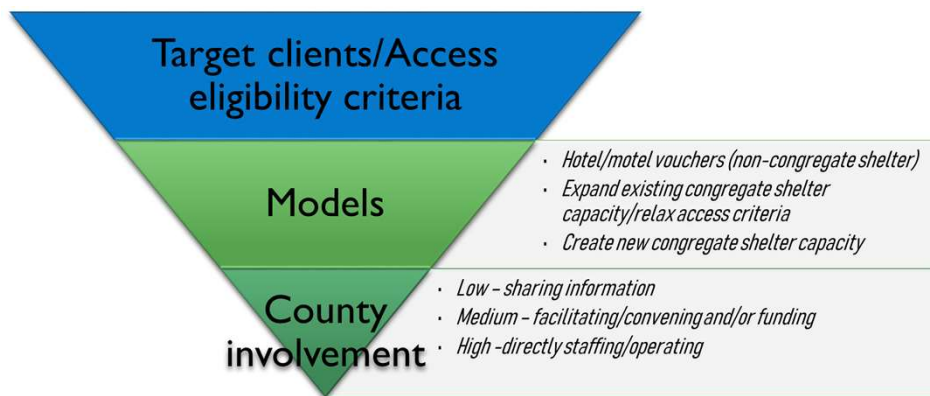 Target clients/Access
eligibility criteria
Models
· Hotel/motel vouchers (non-congregate shelter)
· Expand existing congregate shelter
capacity/relax access criteria
· Create new congregate shelter capacity
County
involvement
· Low – sharing information
· Medium – facilitating/convening and/or funding
· High -directly staffing/operating